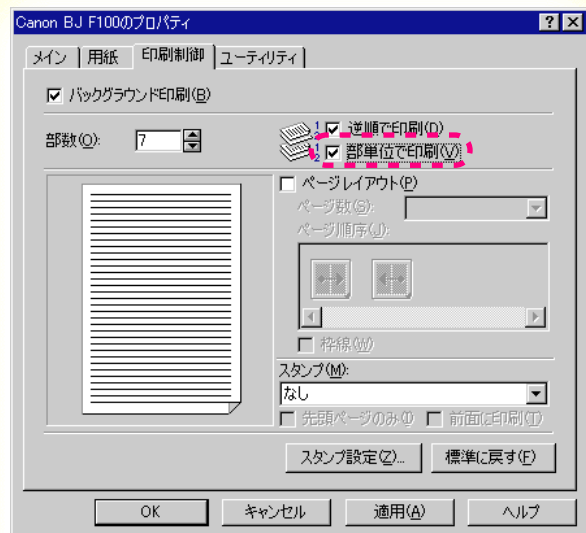 Canon BJ F100のプロパティ
メイン 用紙 印刷制御 ユーティリティ
バックグラウンド印刷(B)
部数(O): 7
逆順で印刷(D)
部単位で印刷(V)
ページレイアウト(P)
ページ数(S):
ページ順序(J):
枠線(W)
スタンプ(M):
なし
先頭ページのみ(I) 前面に印刷(T)
スタンプ設定(Z)... 標準に戻す(F)
OK キャンセル 適用(A) ヘルプ